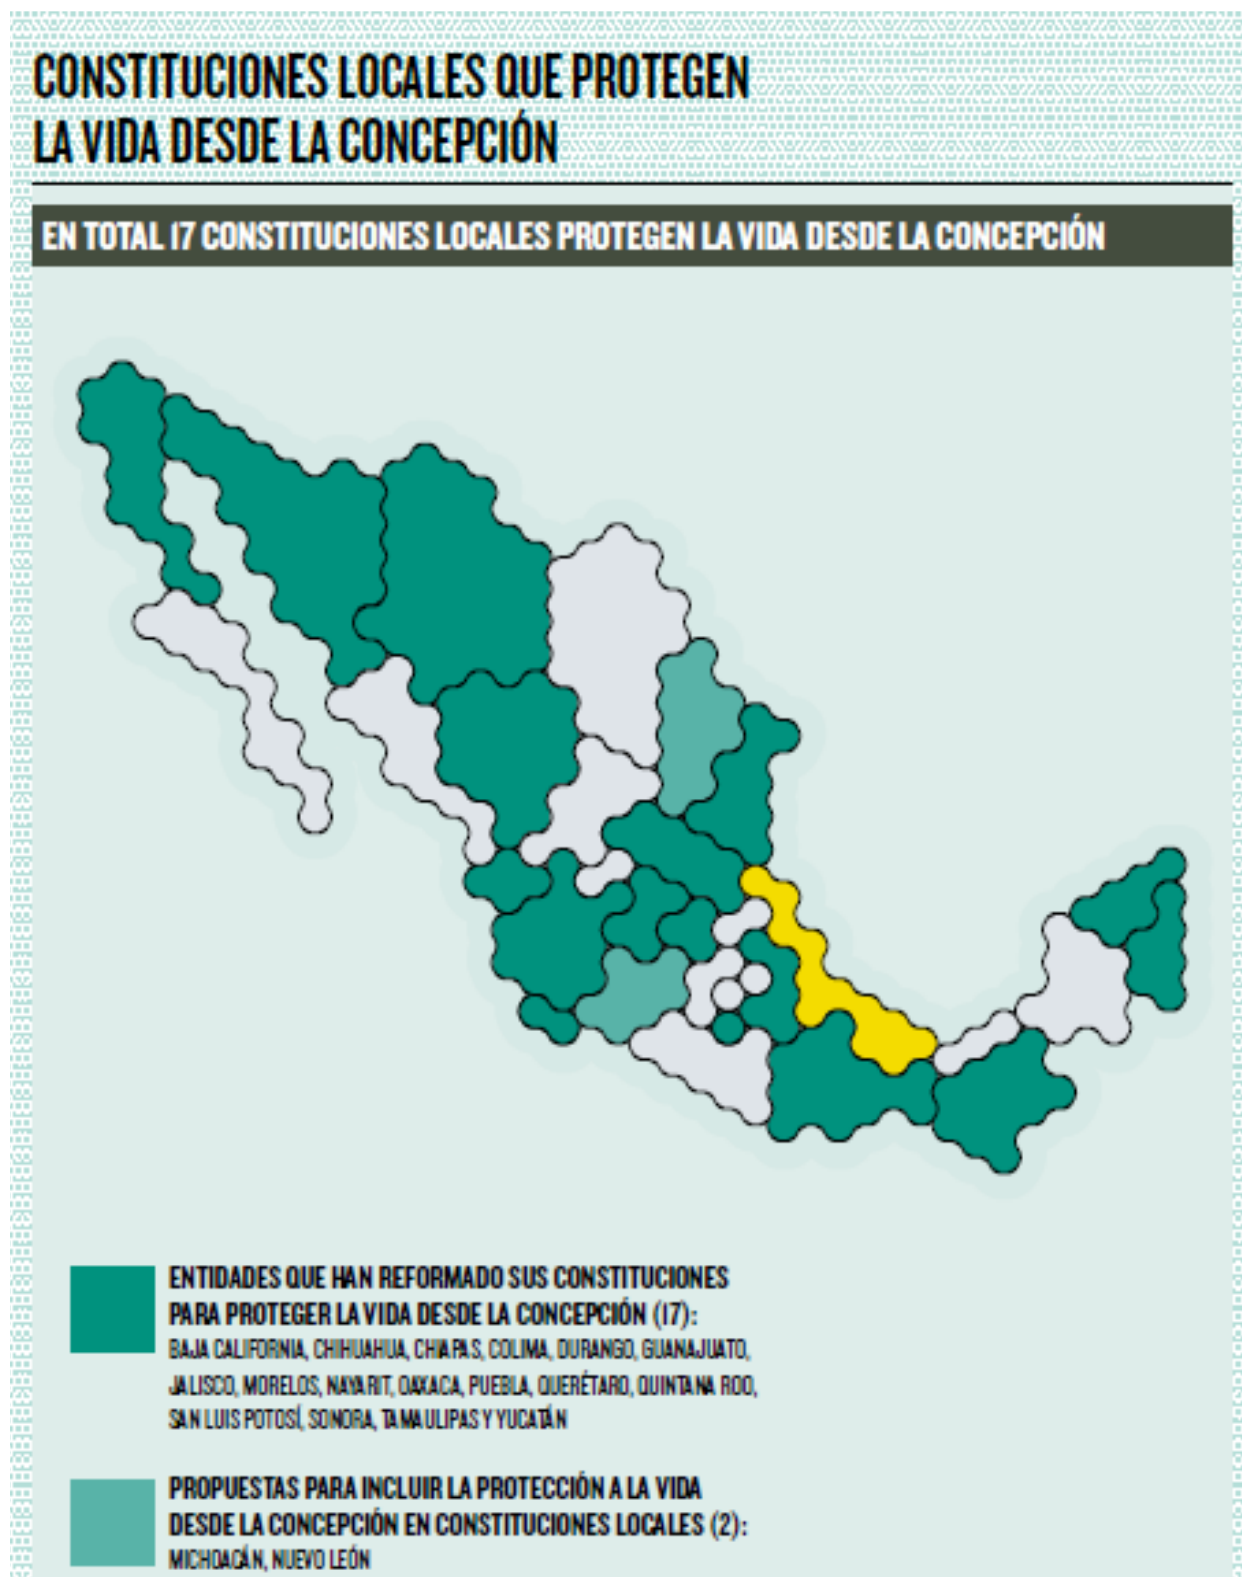 CONSTITUCIONES LOCALES QUE PROTEGEN
LA VIDA DESDE LA CONCEPCIÓN
EN TOTAL 17 CONSTITUCIONES LOCALES PROTEGEN LA VIDA DESDE LA CONCEPCIÓN
ENTIDADES QUE HAN REFORMADO SUS CONSTITUCIONES
PARA PROTEGER LA VIDA DESDE LA CONCEPCIÓN (17):
BAJA CALIFORNIA, CHIHUAHUA, CHIAPAS, COLIMA, DURANGO, GUANAJUATO,
JALISCO, MORELOS, NAYARIT, OAXACA, PUEBLA, QUERÉTARO, QUINTANA ROO,
SAN LUIS POTOSÍ, SONORA, TAMAULIPAS Y YUCATÁN
PROPUESTAS PARA INCLUIR LA PROTECCIÓN A LA VIDA
DESDE LA CONCEPCIÓN EN CONSTITUCIONES LOCALES (2):
MICHOACÁN, NUEVO LEÓN